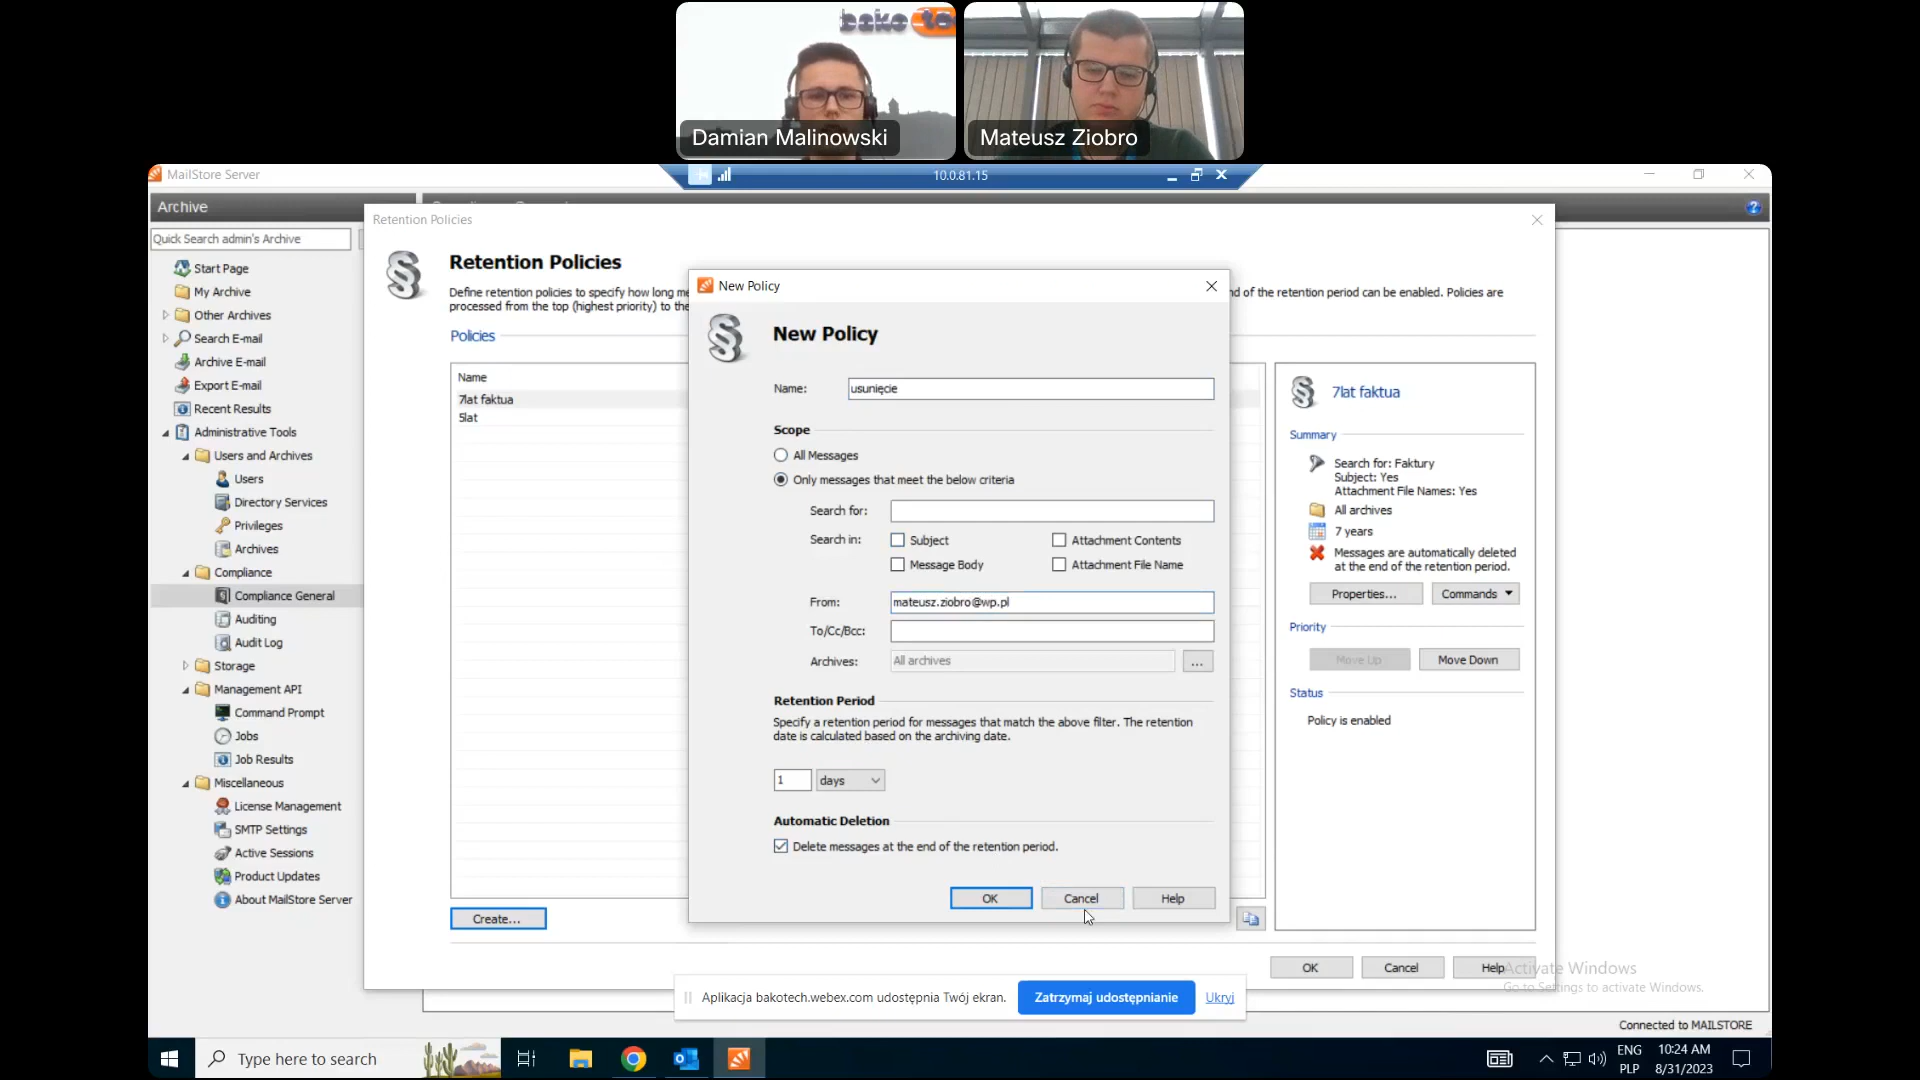 bako
Damian Malinowski
Mateusz Ziobro
MailStore Server
10.0.81.15
Archive
Quick Search admin's Archive
Start Page
My Archive
Other Archives
Search E-mail
Archive E-mail
Export E-mail
Recent Results
Administrative Tools
Users and Archives
Users
Directory Services
Privileges
Archives
Compliance
Compliance General
Auditing
Audit Log
Storage
Management API
Command Prompt
Jobs
Job Results
Miscellaneous
License Management
SMTP Settings
Active Sessions
Product Updates
About MailStore Server
Retention Policies
Retention Policies
Define retention policies to specify how long
nd of the retention period can be enabled. Policies are
processed from the top (highest priority) to the
Policies
Name
7lat faktua
5lat
Create...
New Policy
New Policy
Name:
usunięcie
Scope
All Messages
Only messages that meet the below criteria
Search for:
Search in:
Subject
Attachment Contents
Message Body
Attachment File Name
From:
mateusz.ziobro@wp.pl
To/Cc/Bcc:
Archives:
All archives
...
Retention Period
Specify a retention period for messages that match the above filter. The retention
date is calculated based on the archiving date.
1
days
Automatic Deletion
Delete messages at the end of the retention period.
OK
Cancel
Help
7lat faktua
Summary
Search for: Faktury
Subject: Yes
Attachment File Names: Yes
All archives
7 years
Messages are automatically deleted
at the end of the retention period.
Properties...
Commands
Priority
Move Up
Move Down
Status
Policy is enabled
OK
Cancel
Help
Activate Windows
Go to Settings to activate Windows.
Aplikacja bakotech.webex.com udostępnia Twój ekran.
Zatrzymaj udostępnianie
Ukryj
Connected to MAILSTORE
Type here to search
ENG
PLP
10:24 AM
8/31/2023